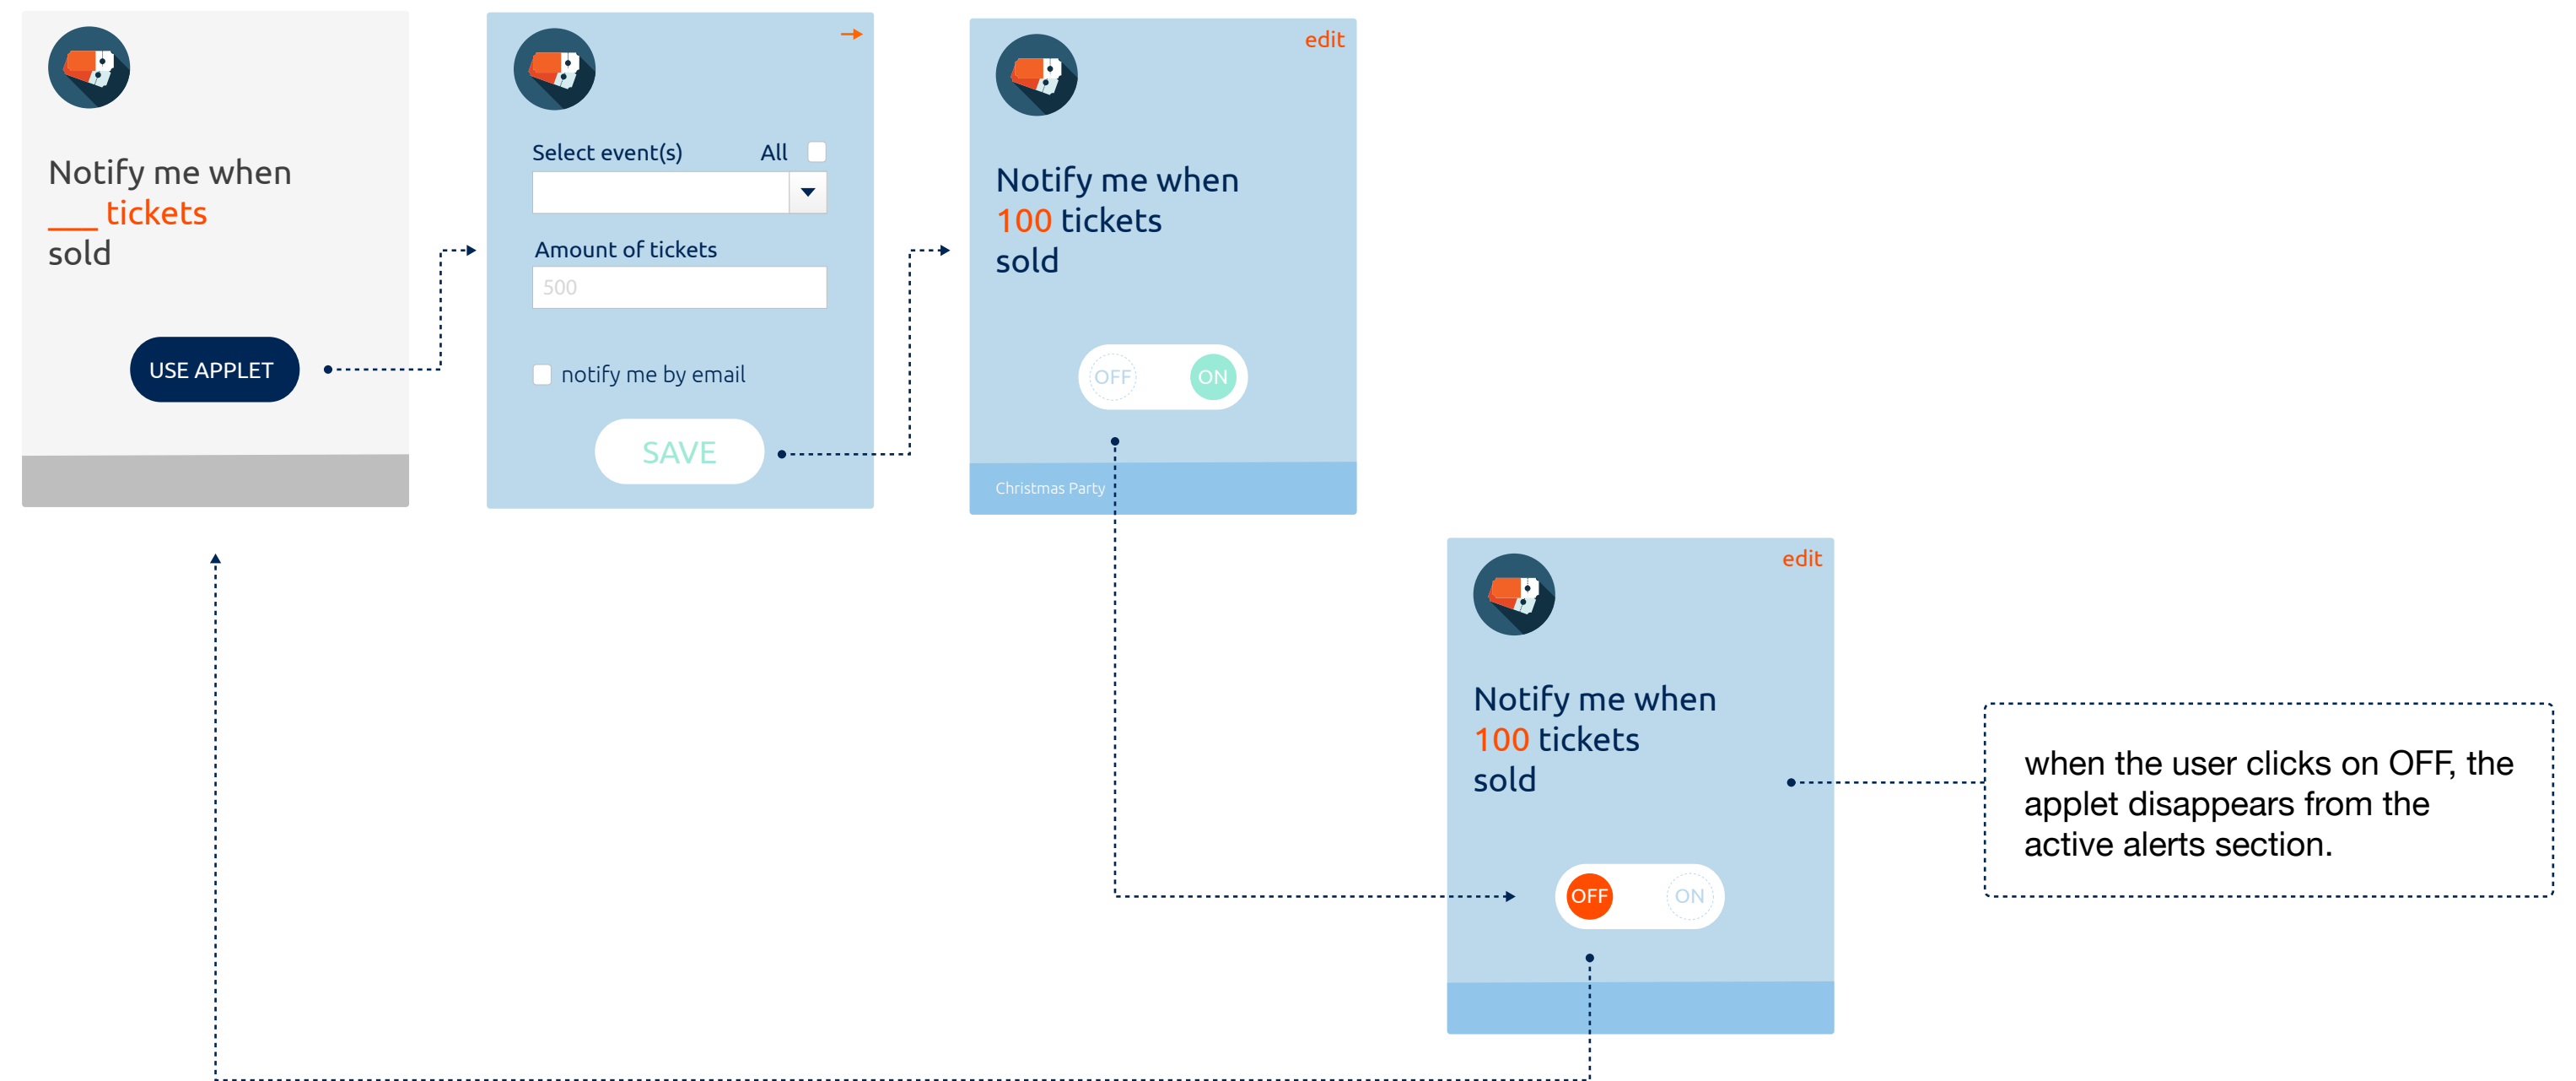 Notify me when
___ tickets
sold
USE APPLET
Select event(s) All
Amount of tickets
500
notify me by email
SAVE
edit
Notify me when
100 tickets
sold
OFF ON
Christmas Party
edit
Notify me when
100 tickets
sold
OFF ON
when the user clicks on OFF, the
applet disappears from the
active alerts section.